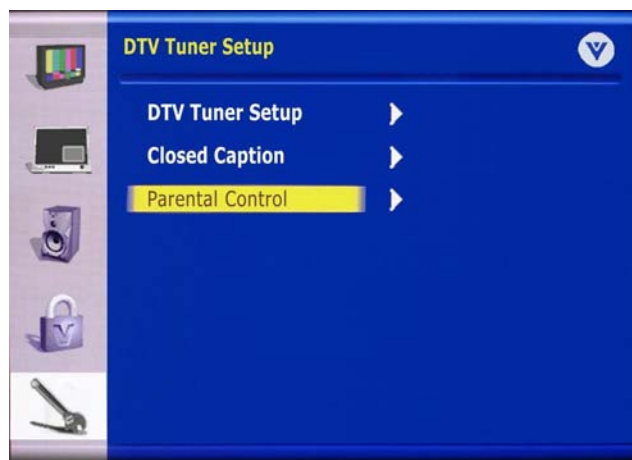 DTV Tuner Setup
DTV Tuner Setup
Closed Caption
Parental Control